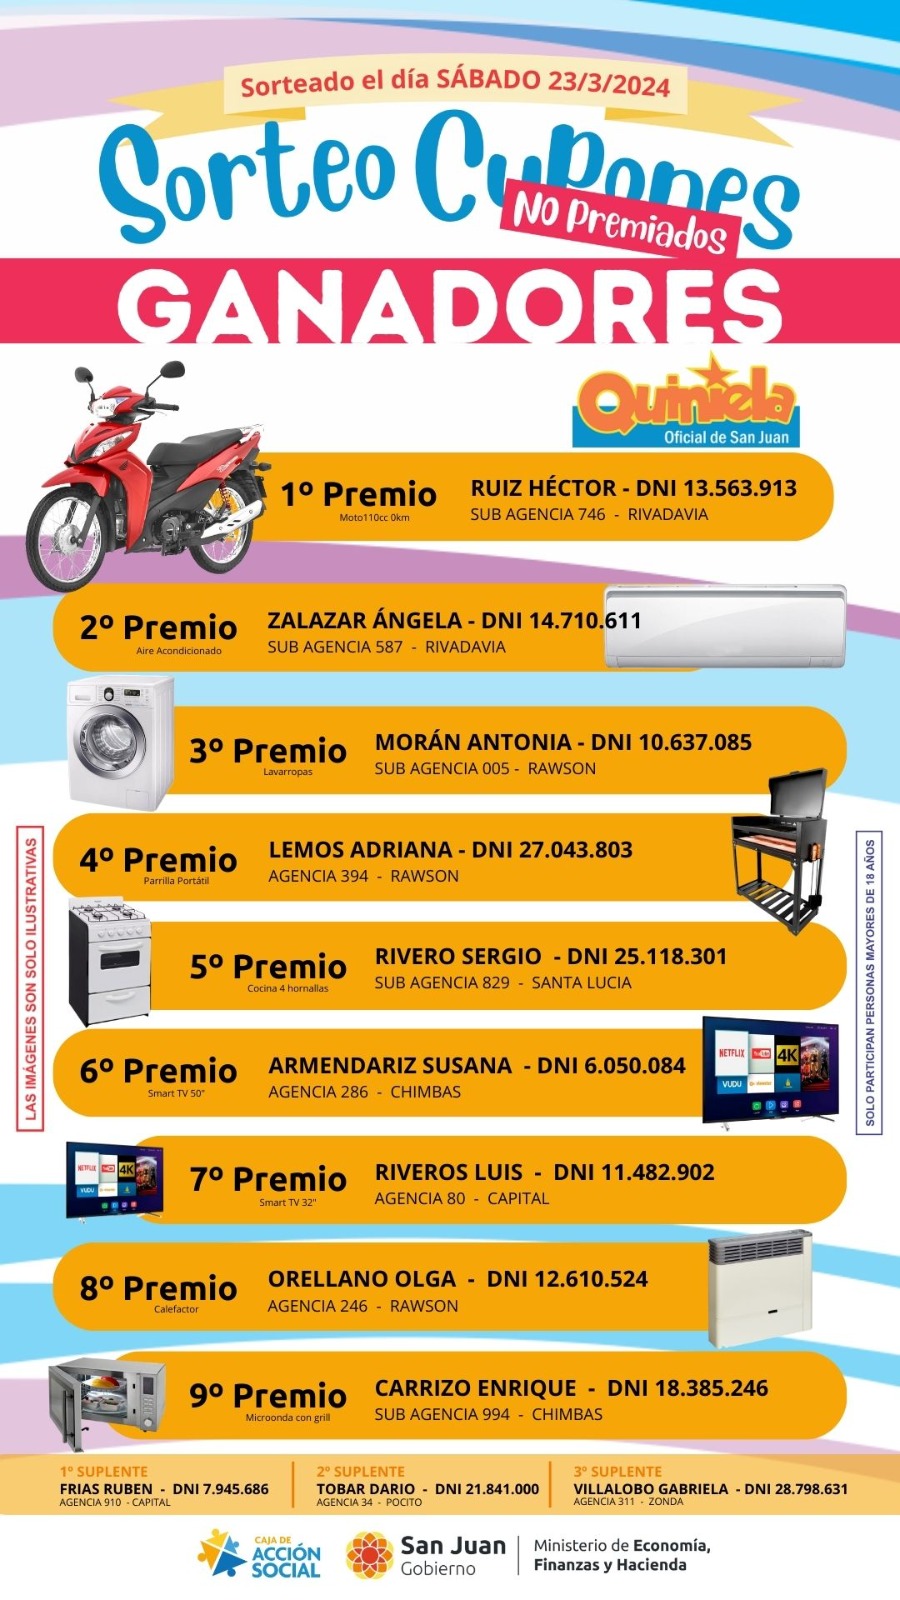 Sorteado el día SÁBADO 23/3/2024
Sorteo Cupones
NO Premiados
GANADORES
Quiniela
Oficial de San Juan
1º Premio
Moto110cc 0km
RUIZ HÉCTOR - DNI 13.563.913
SUB AGENCIA 746 - RIVADAVIA
2º Premio
Aire Acondicionado
ZALAZAR ÁNGELA - DNI 14.710.611
SUB AGENCIA 587 - RIVADAVIA
3º Premio
Lavarropas
MORÁN ANTONIA - DNI 10.637.085
SUB AGENCIA 005 - RAWSON
4º Premio
Parrilla Portátil
LEMOS ADRIANA - DNI 27.043.803
AGENCIA 394 - RAWSON
5º Premio
Cocina 4 hornallas
RIVERO SERGIO - DNI 25.118.301
SUB AGENCIA 829 - SANTA LUCIA
6º Premio
Smart TV 50"
ARMENDARIZ SUSANA - DNI 6.050.084
AGENCIA 286 - CHIMBAS
NETFLIX
4K
VUDU
7º Premio
Smart TV 32"
RIVEROS LUIS - DNI 11.482.902
AGENCIA 80 - CAPITAL
NETFLIX
4K
VUDU
8º Premio
Calefactor
ORELLANO OLGA - DNI 12.610.524
AGENCIA 246 - RAWSON
9º Premio
Microonda con grill
CARRIZO ENRIQUE - DNI 18.385.246
SUB AGENCIA 994 - CHIMBAS
LAS IMÁGENES SON SOLO ILUSTRATIVAS
SOLO PARTICIPAN PERSONAS MAYORES DE 18 AÑOS
1º SUPLENTE
FRIAS RUBEN - DNI 7.945.686
AGENCIA 910 - CAPITAL
2º SUPLENTE
TOBAR DARIO - DNI 21.841.000
AGENCIA 34 - POCITO
3º SUPLENTE
VILLALOBO GABRIELA - DNI 28.798.631
AGENCIA 311 - ZONDA
CAJA DE
ACCIÓN
SOCIAL
San Juan
Gobierno
Ministerio de Economía,
Finanzas y Hacienda